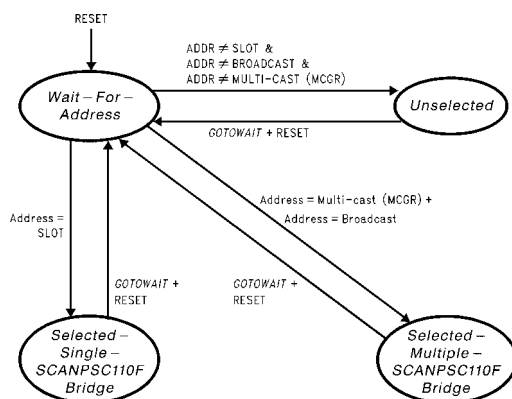 RESET
ADDR ≠ SLOT &
ADDR ≠ BROADCAST &
ADDR ≠ MULTI-CAST (MCGR)
Wait-For-
Address
Unselected
GOTOWAIT + RESET
Address = Multi-cast (MCGR) +
Address = Broadcast
Address =
SLOT
GOTOWAIT +
RESET
GOTOWAIT +
RESET
Selected-
Single-
SCANPSC110F
Bridge
Selected-
Multiple-
SCANPSC110F
Bridge